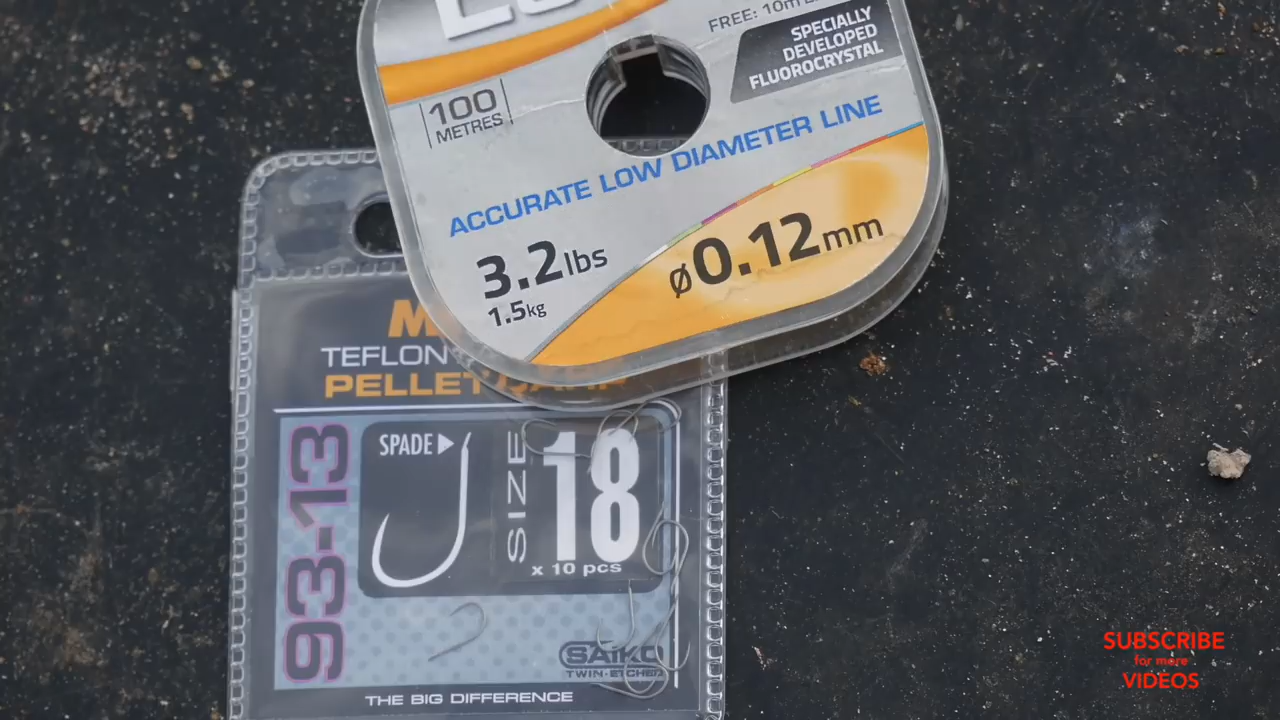 FREE: 10m
SPECIALLY
DEVELOPED
FLUOROCRYSTAL
100
METRES
ACCURATE LOW DIAMETER LINE
3.2lbs
1.5kg
ø0.12mm
TEFLON
PELLET
93-13
SPADE
SIZE
18
x 10 pcs
SAIKO
TWIN-ETCHED
THE BIG DIFFERENCE
SUBSCRIBE
for more
VIDEOS